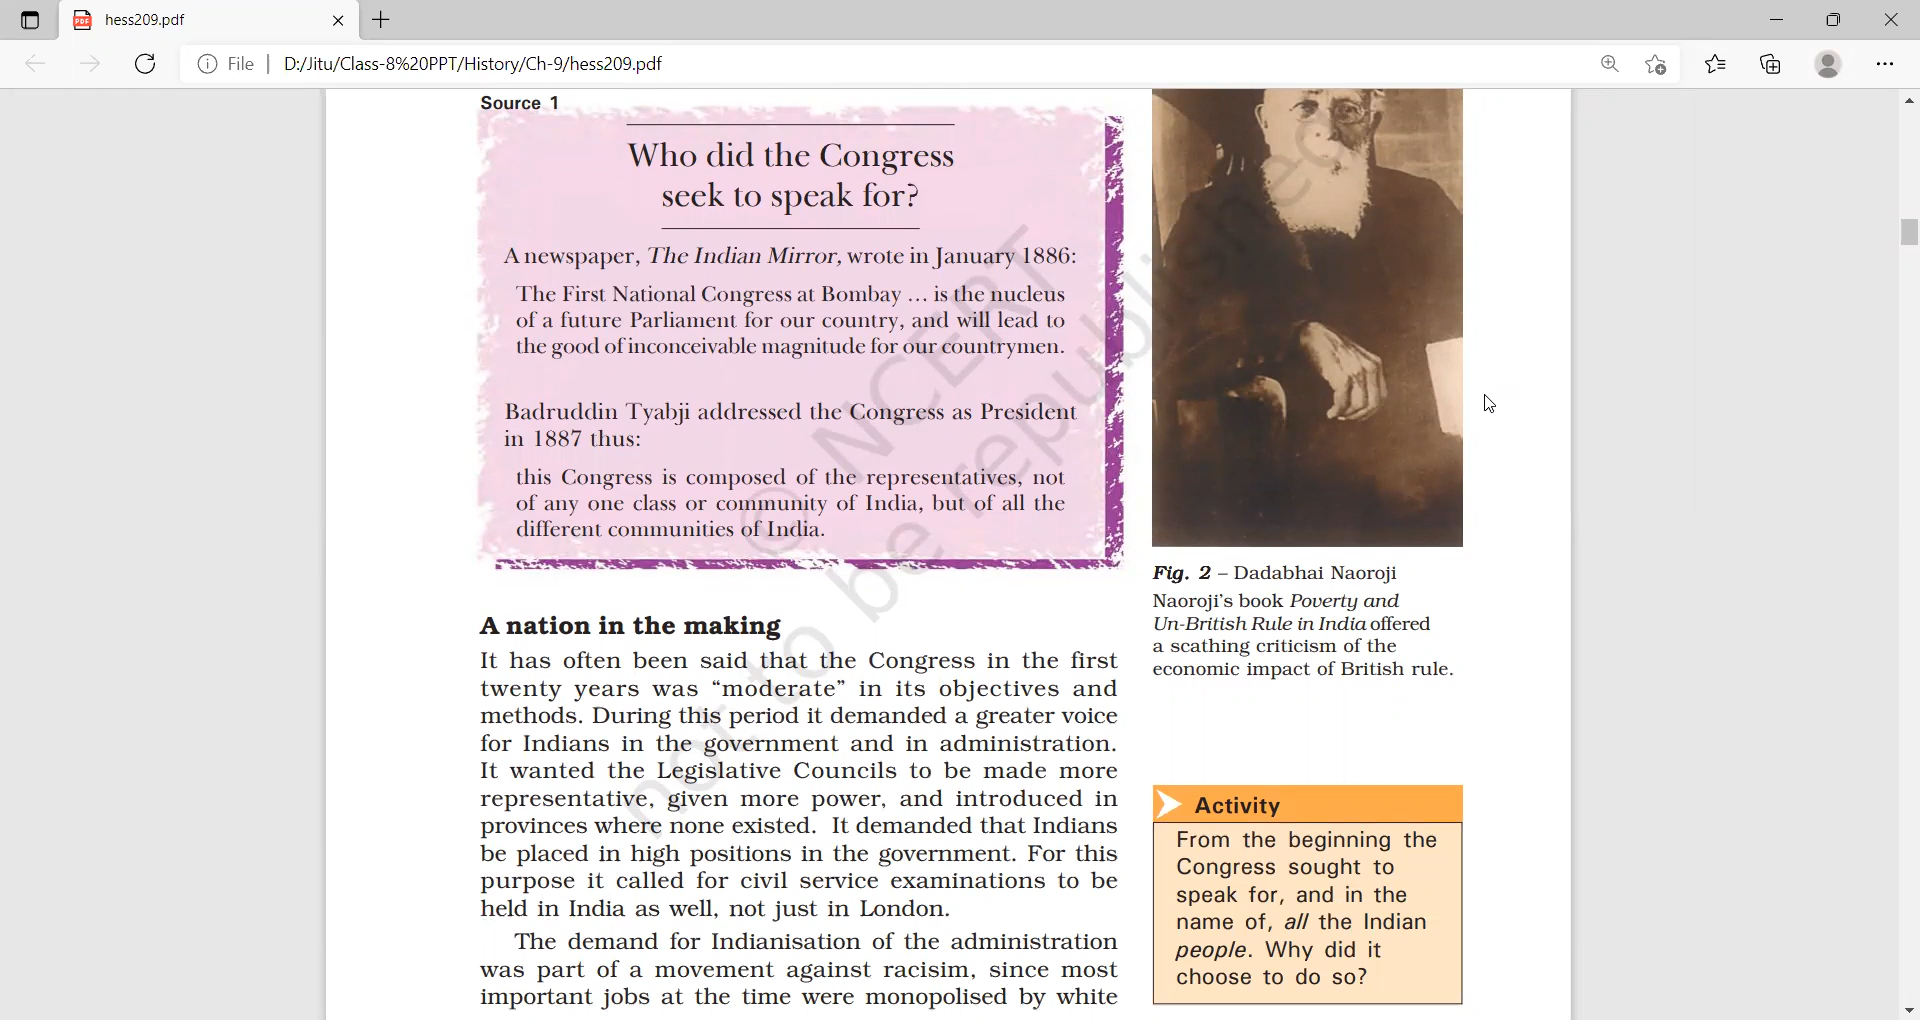 hess209.pdf
File | D:/Jitu/Class-8%20PPT/History/Ch-9/hess209.pdf
Source 1
Who did the Congress
seek to speak for?
A newspaper, The Indian Mirror, wrote in January 1886:
The First National Congress at Bombay ... is the nucleus
of a future Parliament for our country, and will lead to
the good of inconceivable magnitude for our countrymen.
Badruddin Tyabji addressed the Congress as President
in 1887 thus:
this Congress is composed of the representatives, not
of any one class or community of India, but of all the
different communities of India.
A nation in the making
It has often been said that the Congress in the first
twenty years was “moderate” in its objectives and
methods. During this period it demanded a greater voice
for Indians in the government and in administration.
It wanted the Legislative Councils to be made more
representative, given more power, and introduced in
provinces where none existed. It demanded that Indians
be placed in high positions in the government. For this
purpose it called for civil service examinations to be
held in India as well, not just in London.
The demand for Indianisation of the administration
was part of a movement against racisim, since most
important jobs at the time were monopolised by white
Fig. 2 – Dadabhai Naoroji
Naoroji’s book Poverty and
Un-British Rule in India offered
a scathing criticism of the
economic impact of British rule.
Activity
From the beginning the
Congress sought to
speak for, and in the
name of, all the Indian
people. Why did it
choose to do so?
© NCERT
not to be republished